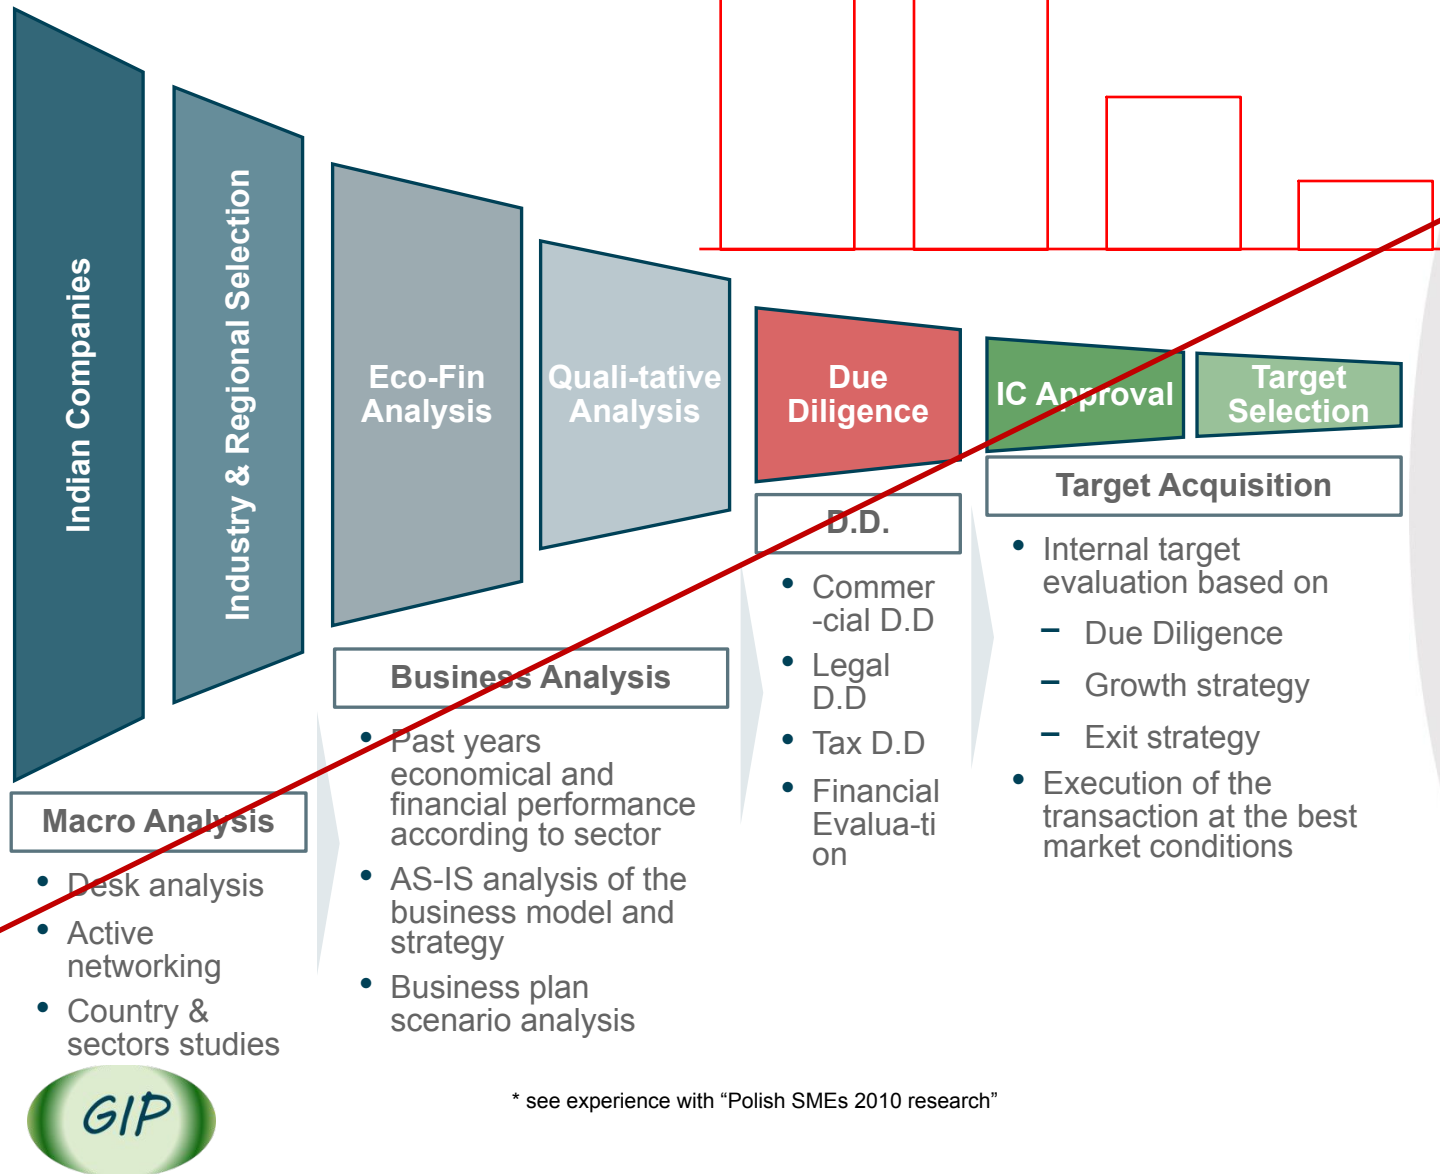 Indian Companies
Industry & Regional Selection
Eco-Fin
Analysis
Quali-tative
Analysis
Due
Diligence
IC Approval
Target
Selection
Macro Analysis
• Desk analysis
• Active
networking
• Country &
sectors studies
Business Analysis
• Past years
economical and
financial performance
according to sector
• AS-IS analysis of the
business model and
strategy
• Business plan
scenario analysis
D.D.
• Commer
-cial D.D
• Legal
D.D
• Tax D.D
• Financial
Evalua-ti
on
Target Acquisition
• Internal target
evaluation based on
– Due Diligence
– Growth strategy
– Exit strategy
• Execution of the
transaction at the best
market conditions
GIP
* see experience with “Polish SMEs 2010 research”